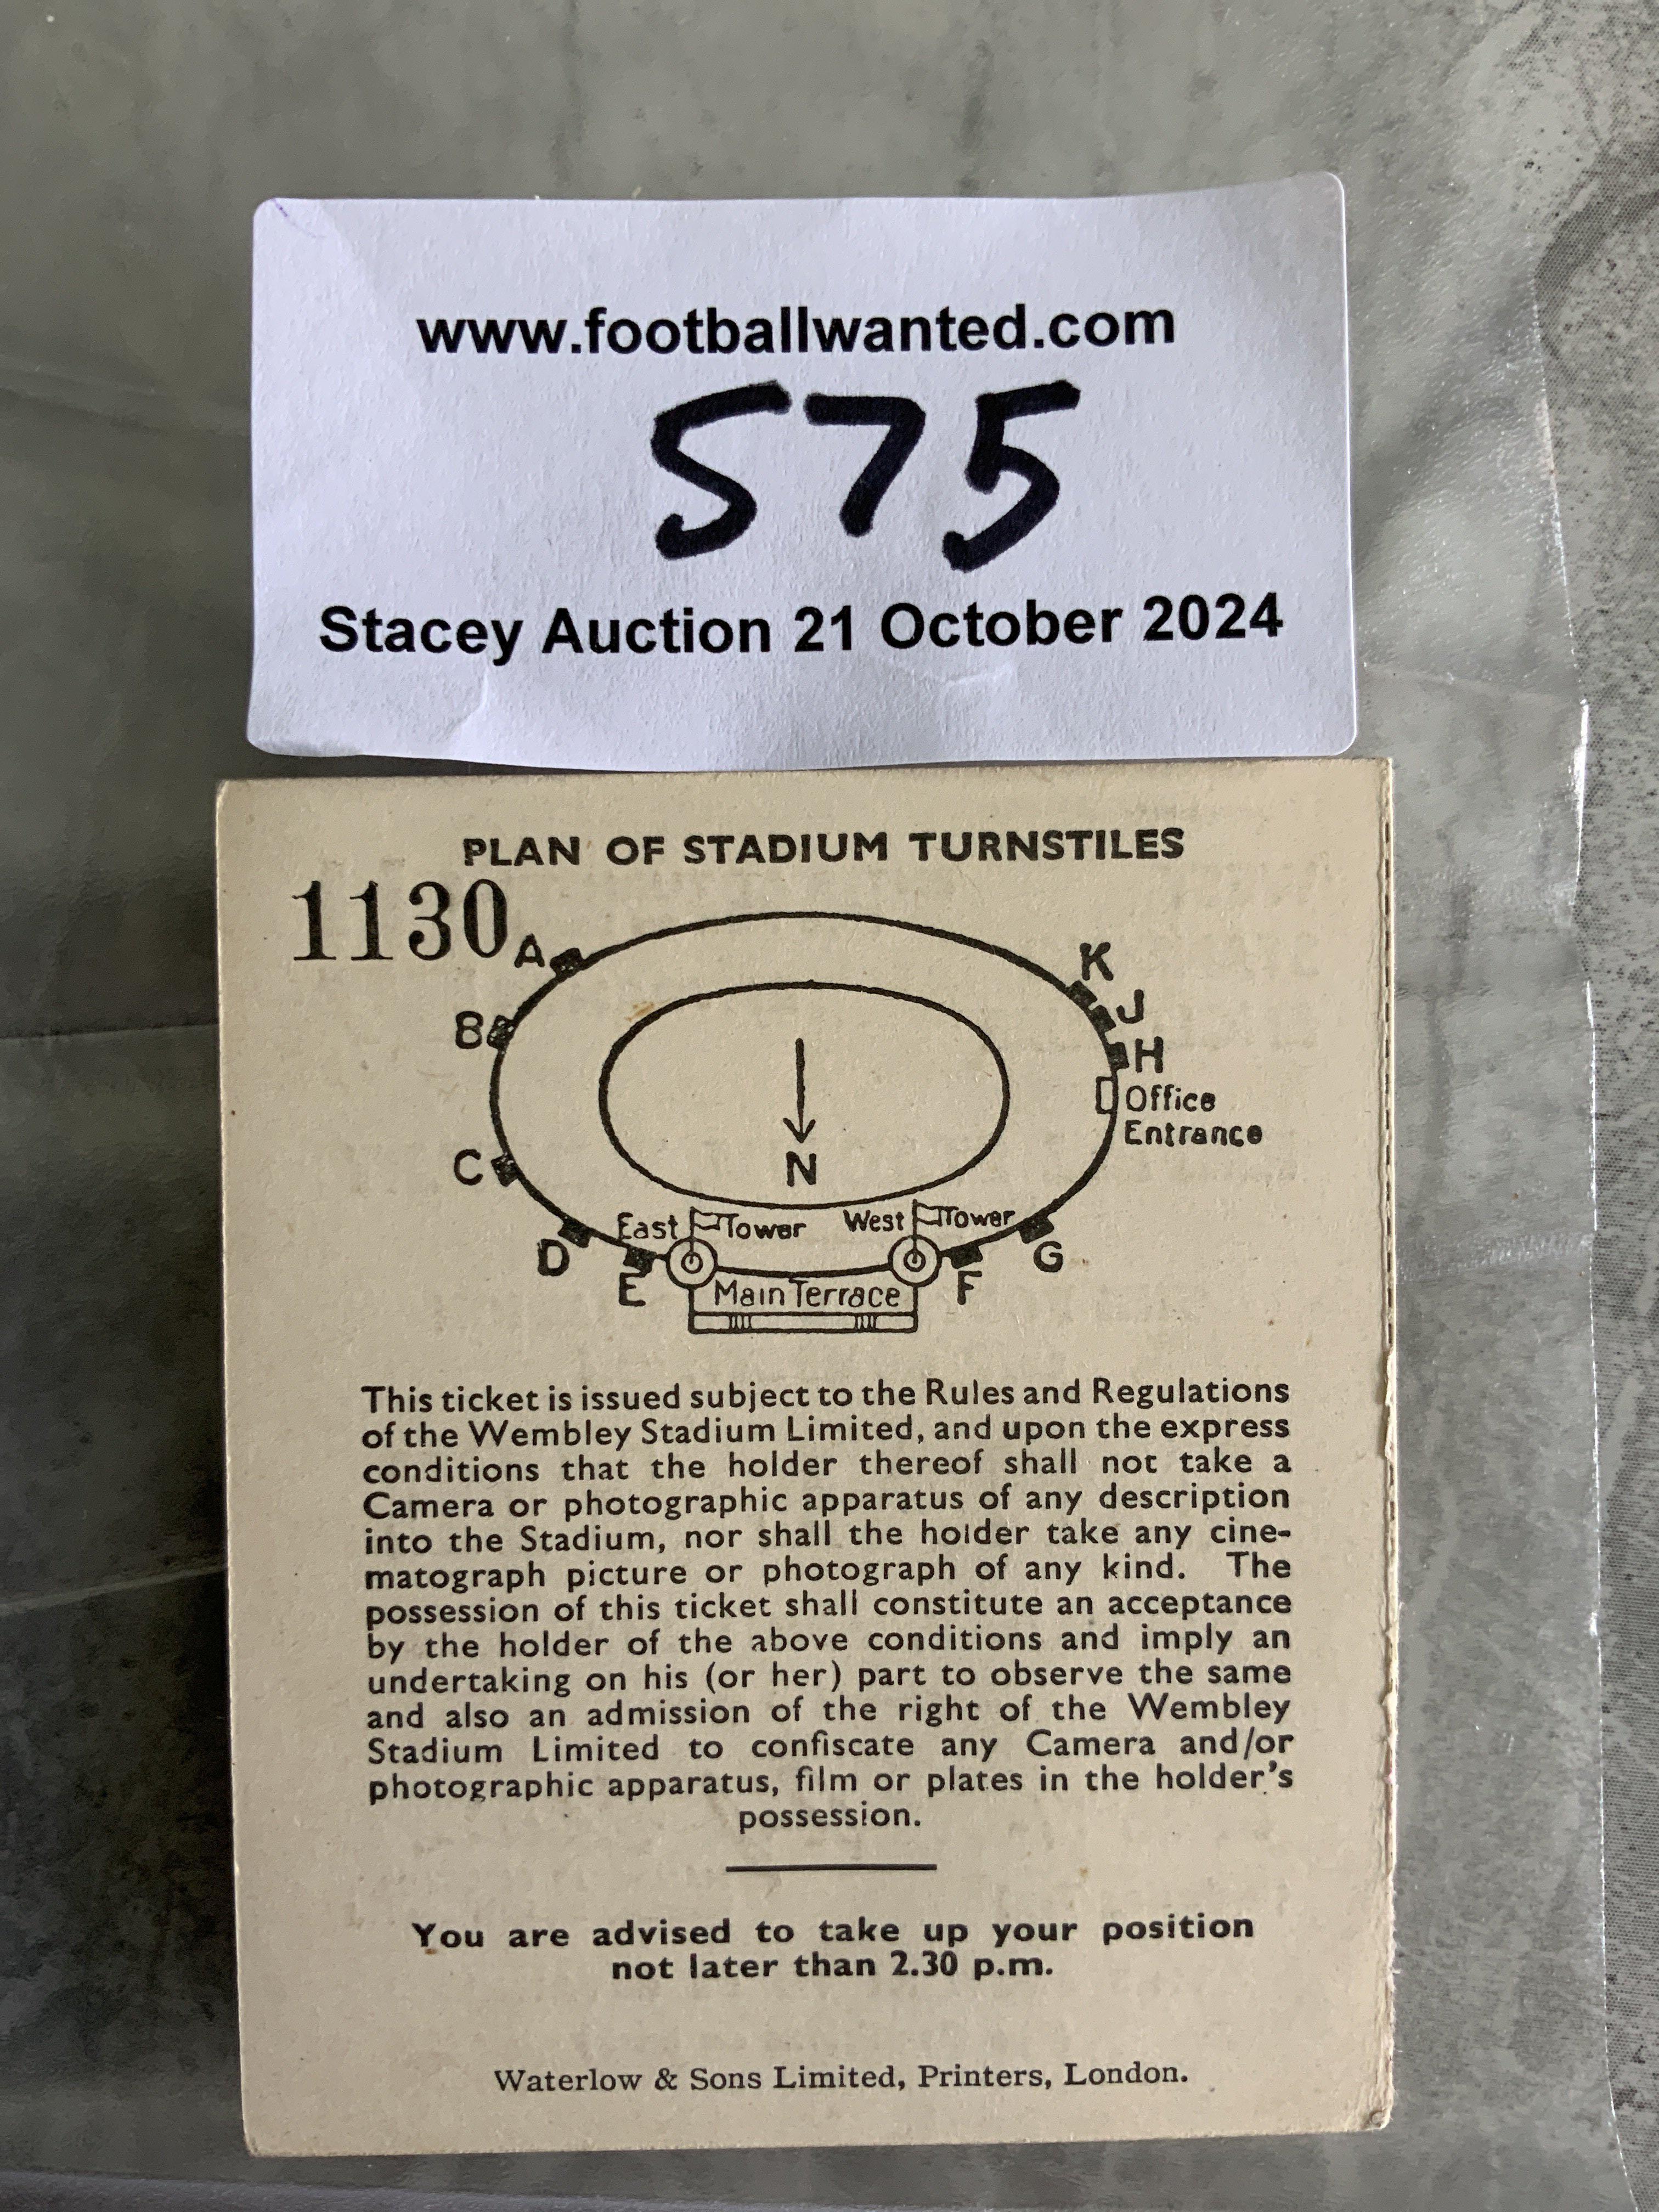 www.footballwanted.com
575
Stacey Auction 21 October 2024
PLAN OF STADIUM TURNSTILES
1130
A
K
B
J
H
Office
Entrance
N
C
East Tower West Tower
D
G
E
Main Terrace
F
This ticket is issued subject to the Rules and Regulations
of the Wembley Stadium Limited, and upon the express
conditions that the holder thereof shall not take a
Camera or photographic apparatus of any description
into the Stadium, nor shall the holder take any cine-
matograph picture or photograph of any kind. The
possession of this ticket shall constitute an acceptance
by the holder of the above conditions and imply an
undertaking on his (or her) part to observe the same
and also an admission of the right of the Wembley
Stadium Limited to confiscate any Camera and/or
photographic apparatus, film or plates in the holder's
possession.
You are advised to take up your position
not later than 2.30 p.m.
Waterlow & Sons Limited, Printers, London.